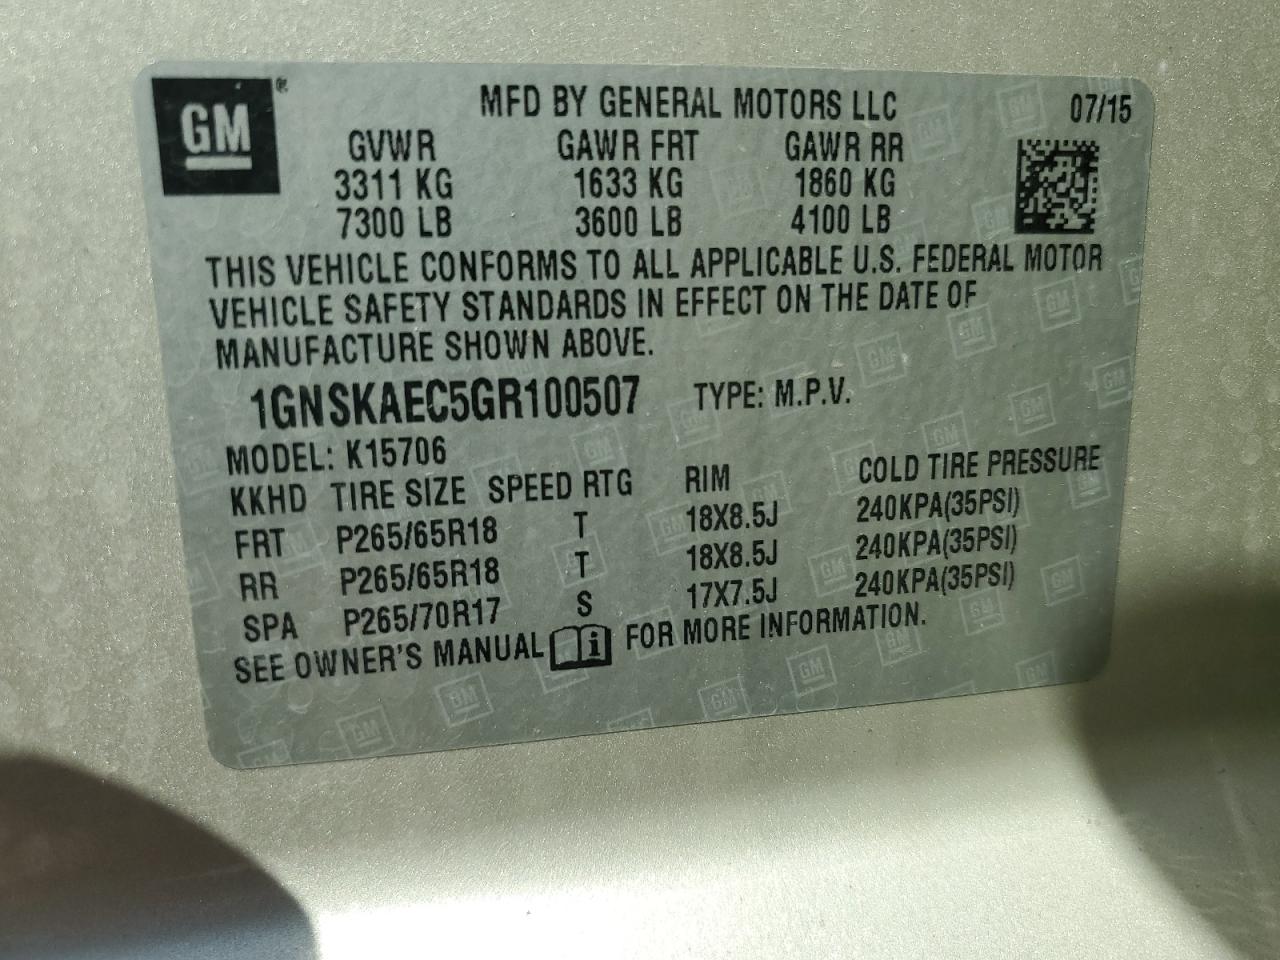 GM®
MFD BY GENERAL MOTORS LLC 07/15
GVWR GAWR FRT GAWR RR
3311 KG 1633 KG 1860 KG
7300 LB 3600 LB 4100 LB
THIS VEHICLE CONFORMS TO ALL APPLICABLE U.S. FEDERAL MOTOR
VEHICLE SAFETY STANDARDS IN EFFECT ON THE DATE OF
MANUFACTURE SHOWN ABOVE.
1GNSKAEC5GR100507 TYPE: M.P.V.
MODEL: K15706
KKHD TIRE SIZE SPEED RTG RIM COLD TIRE PRESSURE
FRT P265/65R18 T 18X8.5J 240KPA(35PSI)
RR P265/65R18 T 18X8.5J 240KPA(35PSI)
SPA P265/70R17 S 17X7.5J 240KPA(35PSI)
SEE OWNER'S MANUAL i FOR MORE INFORMATION.